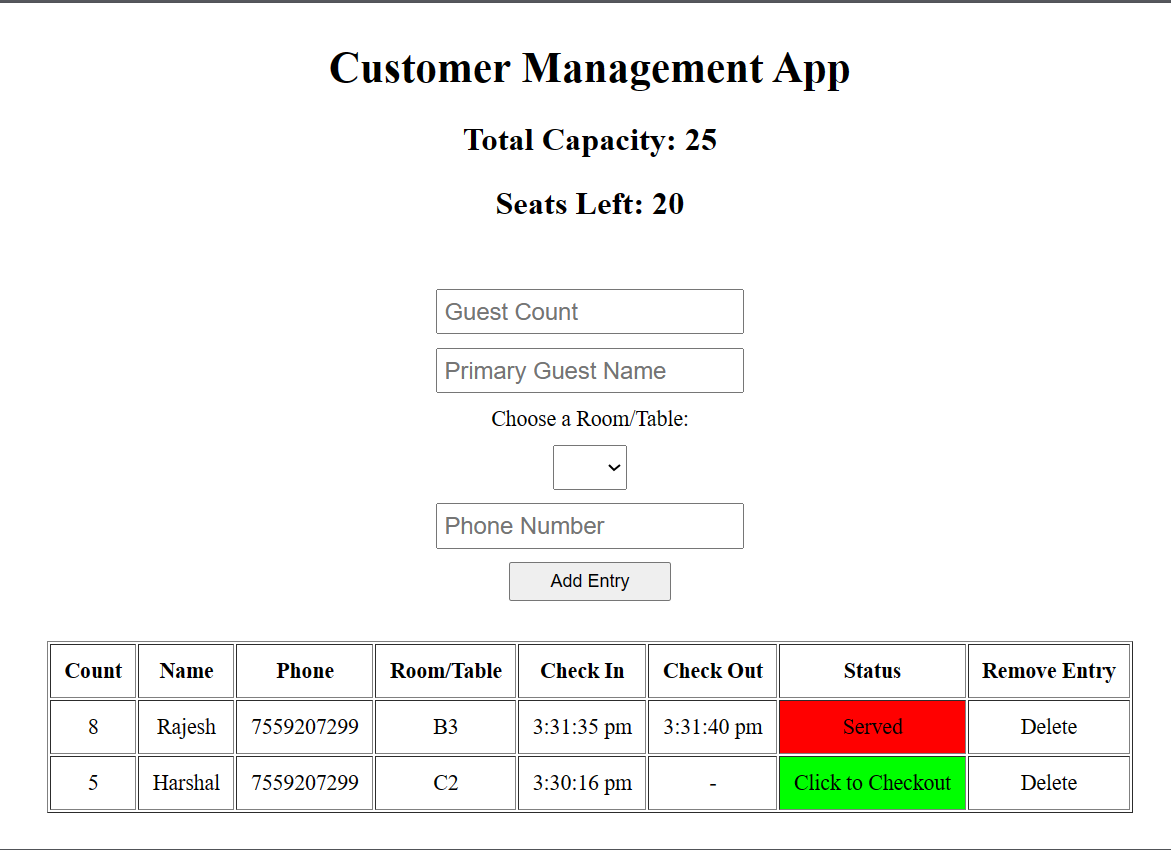 Customer Management App
Total Capacity: 25
Seats Left: 20
Guest Count
Primary Guest Name
Choose a Room/Table:
Phone Number
Add Entry
Count Name Phone Room/Table Check In Check Out Status Remove Entry
8 Rajesh 7559207299 B3 3:31:35 pm 3:31:40 pm Served Delete
5 Harshal 7559207299 C2 3:30:16 pm - Click to Checkout Delete